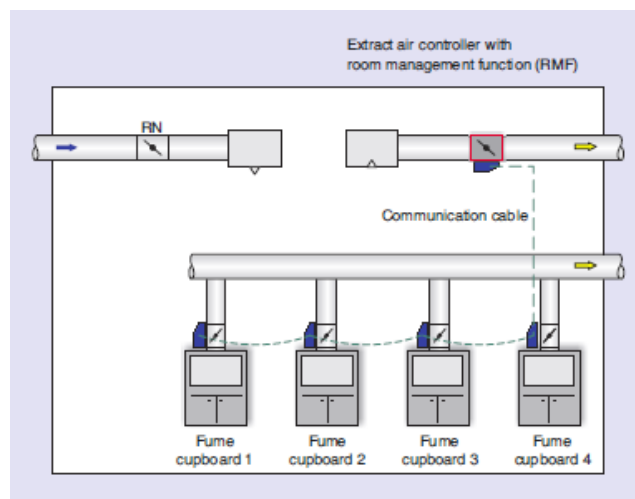 Extract air controller with
room management function (RMF)
RN
Communication cable
Fume
cupboard 1
Fume
cupboard 2
Fume
cupboard 3
Fume
cupboard 4